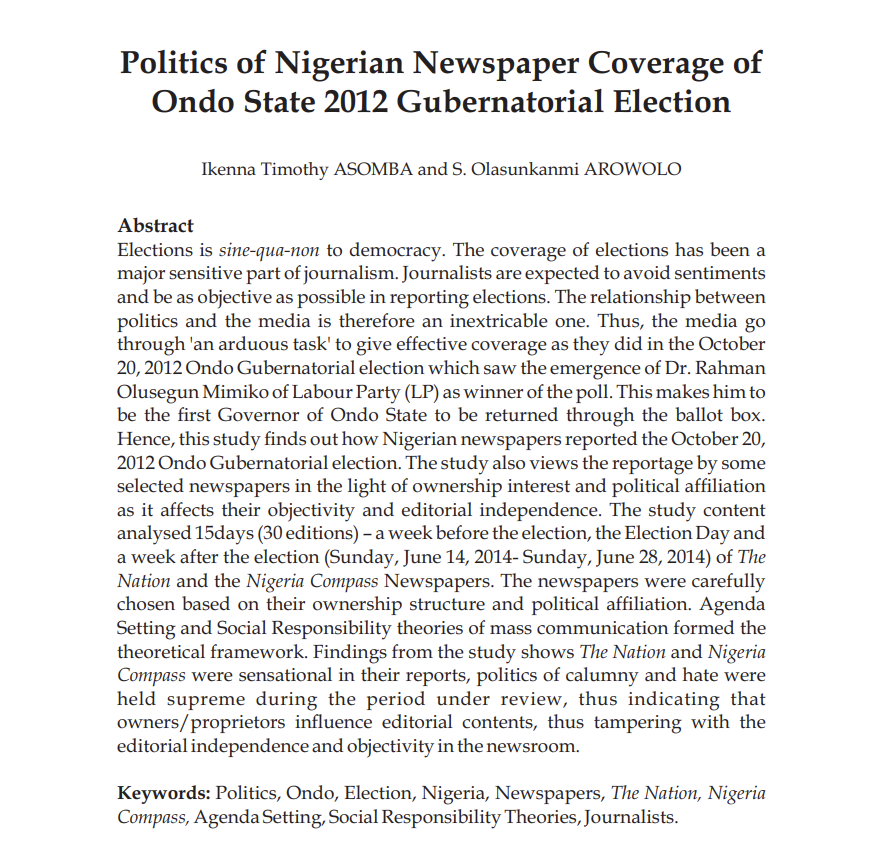 Politics of Nigerian Newspaper Coverage of
Ondo State 2012 Gubernatorial Election
Ikenna Timothy ASOMBA and S. Olasunkanmi AROWOLO
Abstract
Elections is sine-qua-non to democracy. The coverage of elections has been a
major sensitive part of journalism. Journalists are expected to avoid sentiments
and be as objective as possible in reporting elections. The relationship between
politics and the media is therefore an inextricable one. Thus, the media go
through 'an arduous task' to give effective coverage as they did in the October
20, 2012 Ondo Gubernatorial election which saw the emergence of Dr. Rahman
Olusegun Mimiko of Labour Party (LP) as winner of the poll. This makes him to
be the first Governor of Ondo State to be returned through the ballot box.
Hence, this study finds out how Nigerian newspapers reported the October 20,
2012 Ondo Gubernatorial election. The study also views the reportage by some
selected newspapers in the light of ownership interest and political affiliation
as it affects their objectivity and editorial independence. The study content
analysed 15days (30 editions) – a week before the election, the Election Day and
a week after the election (Sunday, June 14, 2014- Sunday, June 28, 2014) of The
Nation and the Nigeria Compass Newspapers. The newspapers were carefully
chosen based on their ownership structure and political affiliation. Agenda
Setting and Social Responsibility theories of mass communication formed the
theoretical framework. Findings from the study shows The Nation and Nigeria
Compass were sensational in their reports, politics of calumny and hate were
held supreme during the period under review, thus indicating that
owners/proprietors influence editorial contents, thus tampering with the
editorial independence and objectivity in the newsroom.
Keywords: Politics, Ondo, Election, Nigeria, Newspapers, The Nation, Nigeria
Compass, Agenda Setting, Social Responsibility Theories, Journalists.